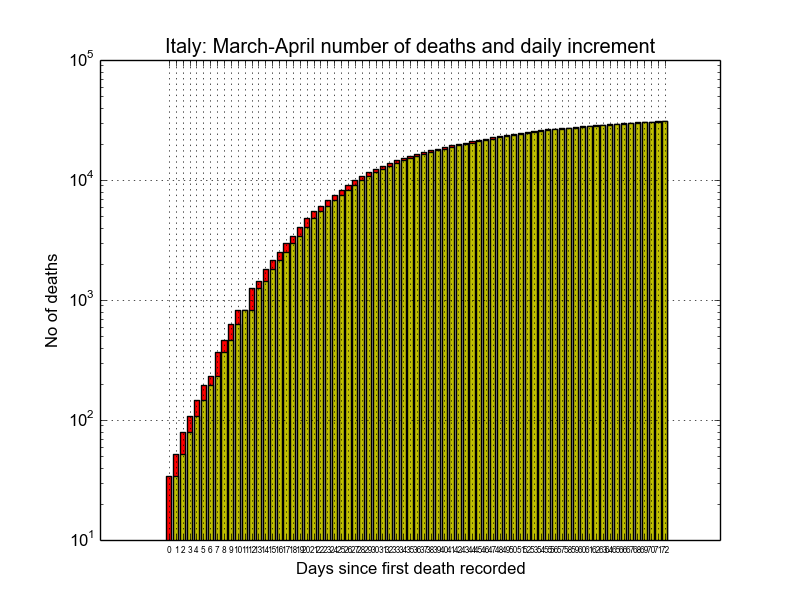 Italy: March-April number of deaths and daily increment
10^5
10^4
10^3
10^2
10^1
No of deaths
0 1 2 3 4 5 6 7 8 9 10 11 12 13 14 15 16 17 18 19 20 21 22 23 24 25 26 27 28 29 30 31 32 33 34 35 36 37 38 39 40 41 42 43 44 45 46 47 48 49 50 51 52 53 54 55 56 57 58 59 60 61 62 63 64 65 66 67 68 69 70 71 72
Days since first death recorded